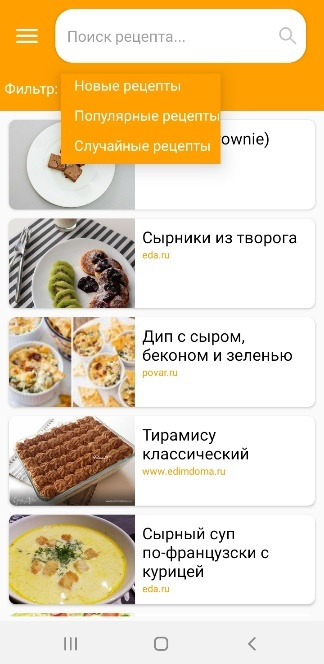 Поиск рецепта...
Фильтр:
Новые рецепты
Популярные рецепты
Случайные рецепты
ownie)
Сырники из творога
eda.ru
Дип с сыром,
беконом и зеленью
povar.ru
Тирамису
классический
www.edimdoma.ru
Сырный суп
по-французски с
курицей
eda.ru